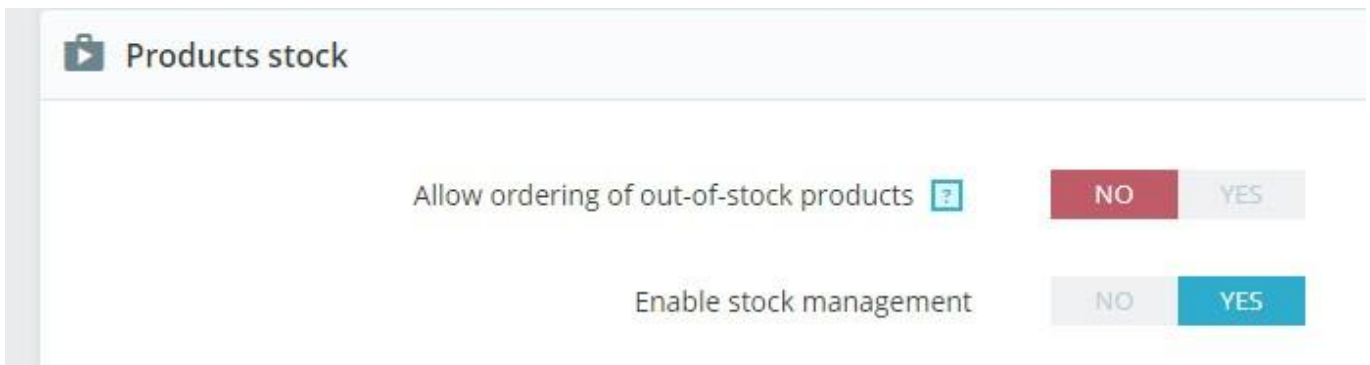 Products stock
Allow ordering of out-of-stock products ? NO YES
Enable stock management NO YES